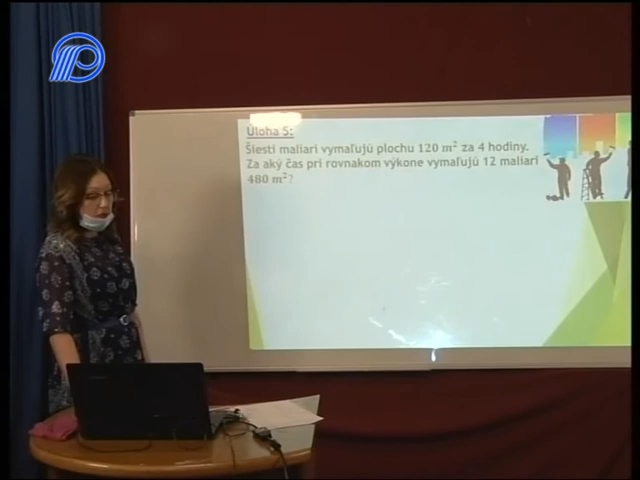 Úloha 5:
Šiesti maliari vymaľujú plochu 120 m² za 4 hodiny.
Za aký čas pri rovnakom výkone vymaľujú 12 maliari
480 m²?